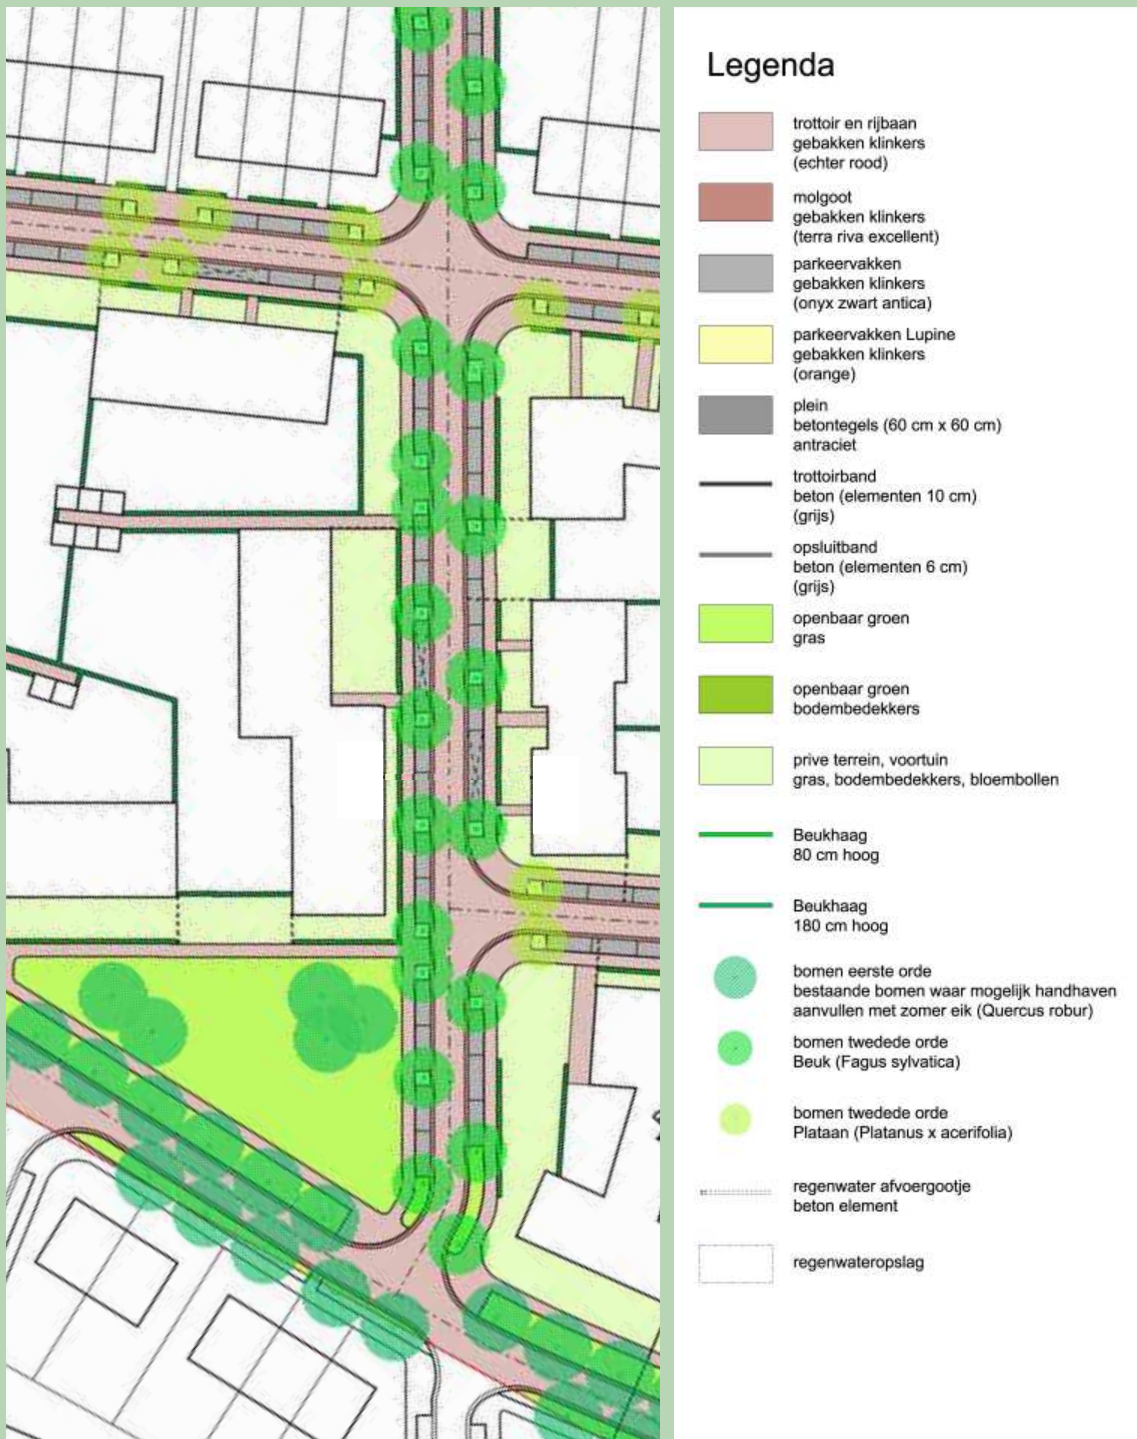 Legenda
trottoir en rijbaan
gebakken klinkers
(echter rood)
molgoot
gebakken klinkers
(terra riva excellent)
parkeervakken
gebakken klinkers
(onyx zwart antica)
parkeervakken Lupine
gebakken klinkers
(orange)
plein
betontegels (60 cm x 60 cm)
antraciet
trottoirband
beton (elementen 10 cm)
(grijs)
opsluitband
beton (elementen 6 cm)
(grijs)
openbaar groen
gras
openbaar groen
bodembedekkers
prive terrein, voortuin
gras, bodembedekkers, bloembollen
Beukhaag
80 cm hoog
Beukhaag
180 cm hoog
bomen eerste orde
bestaande bomen waar mogelijk handhaven
aanvullen met zomer eik (Quercus robur)
bomen twedede orde
Beuk (Fagus sylvatica)
bomen twedede orde
Plataan (Platanus x acerifolia)
regenwater afvoergootje
beton element
regenwateropslag